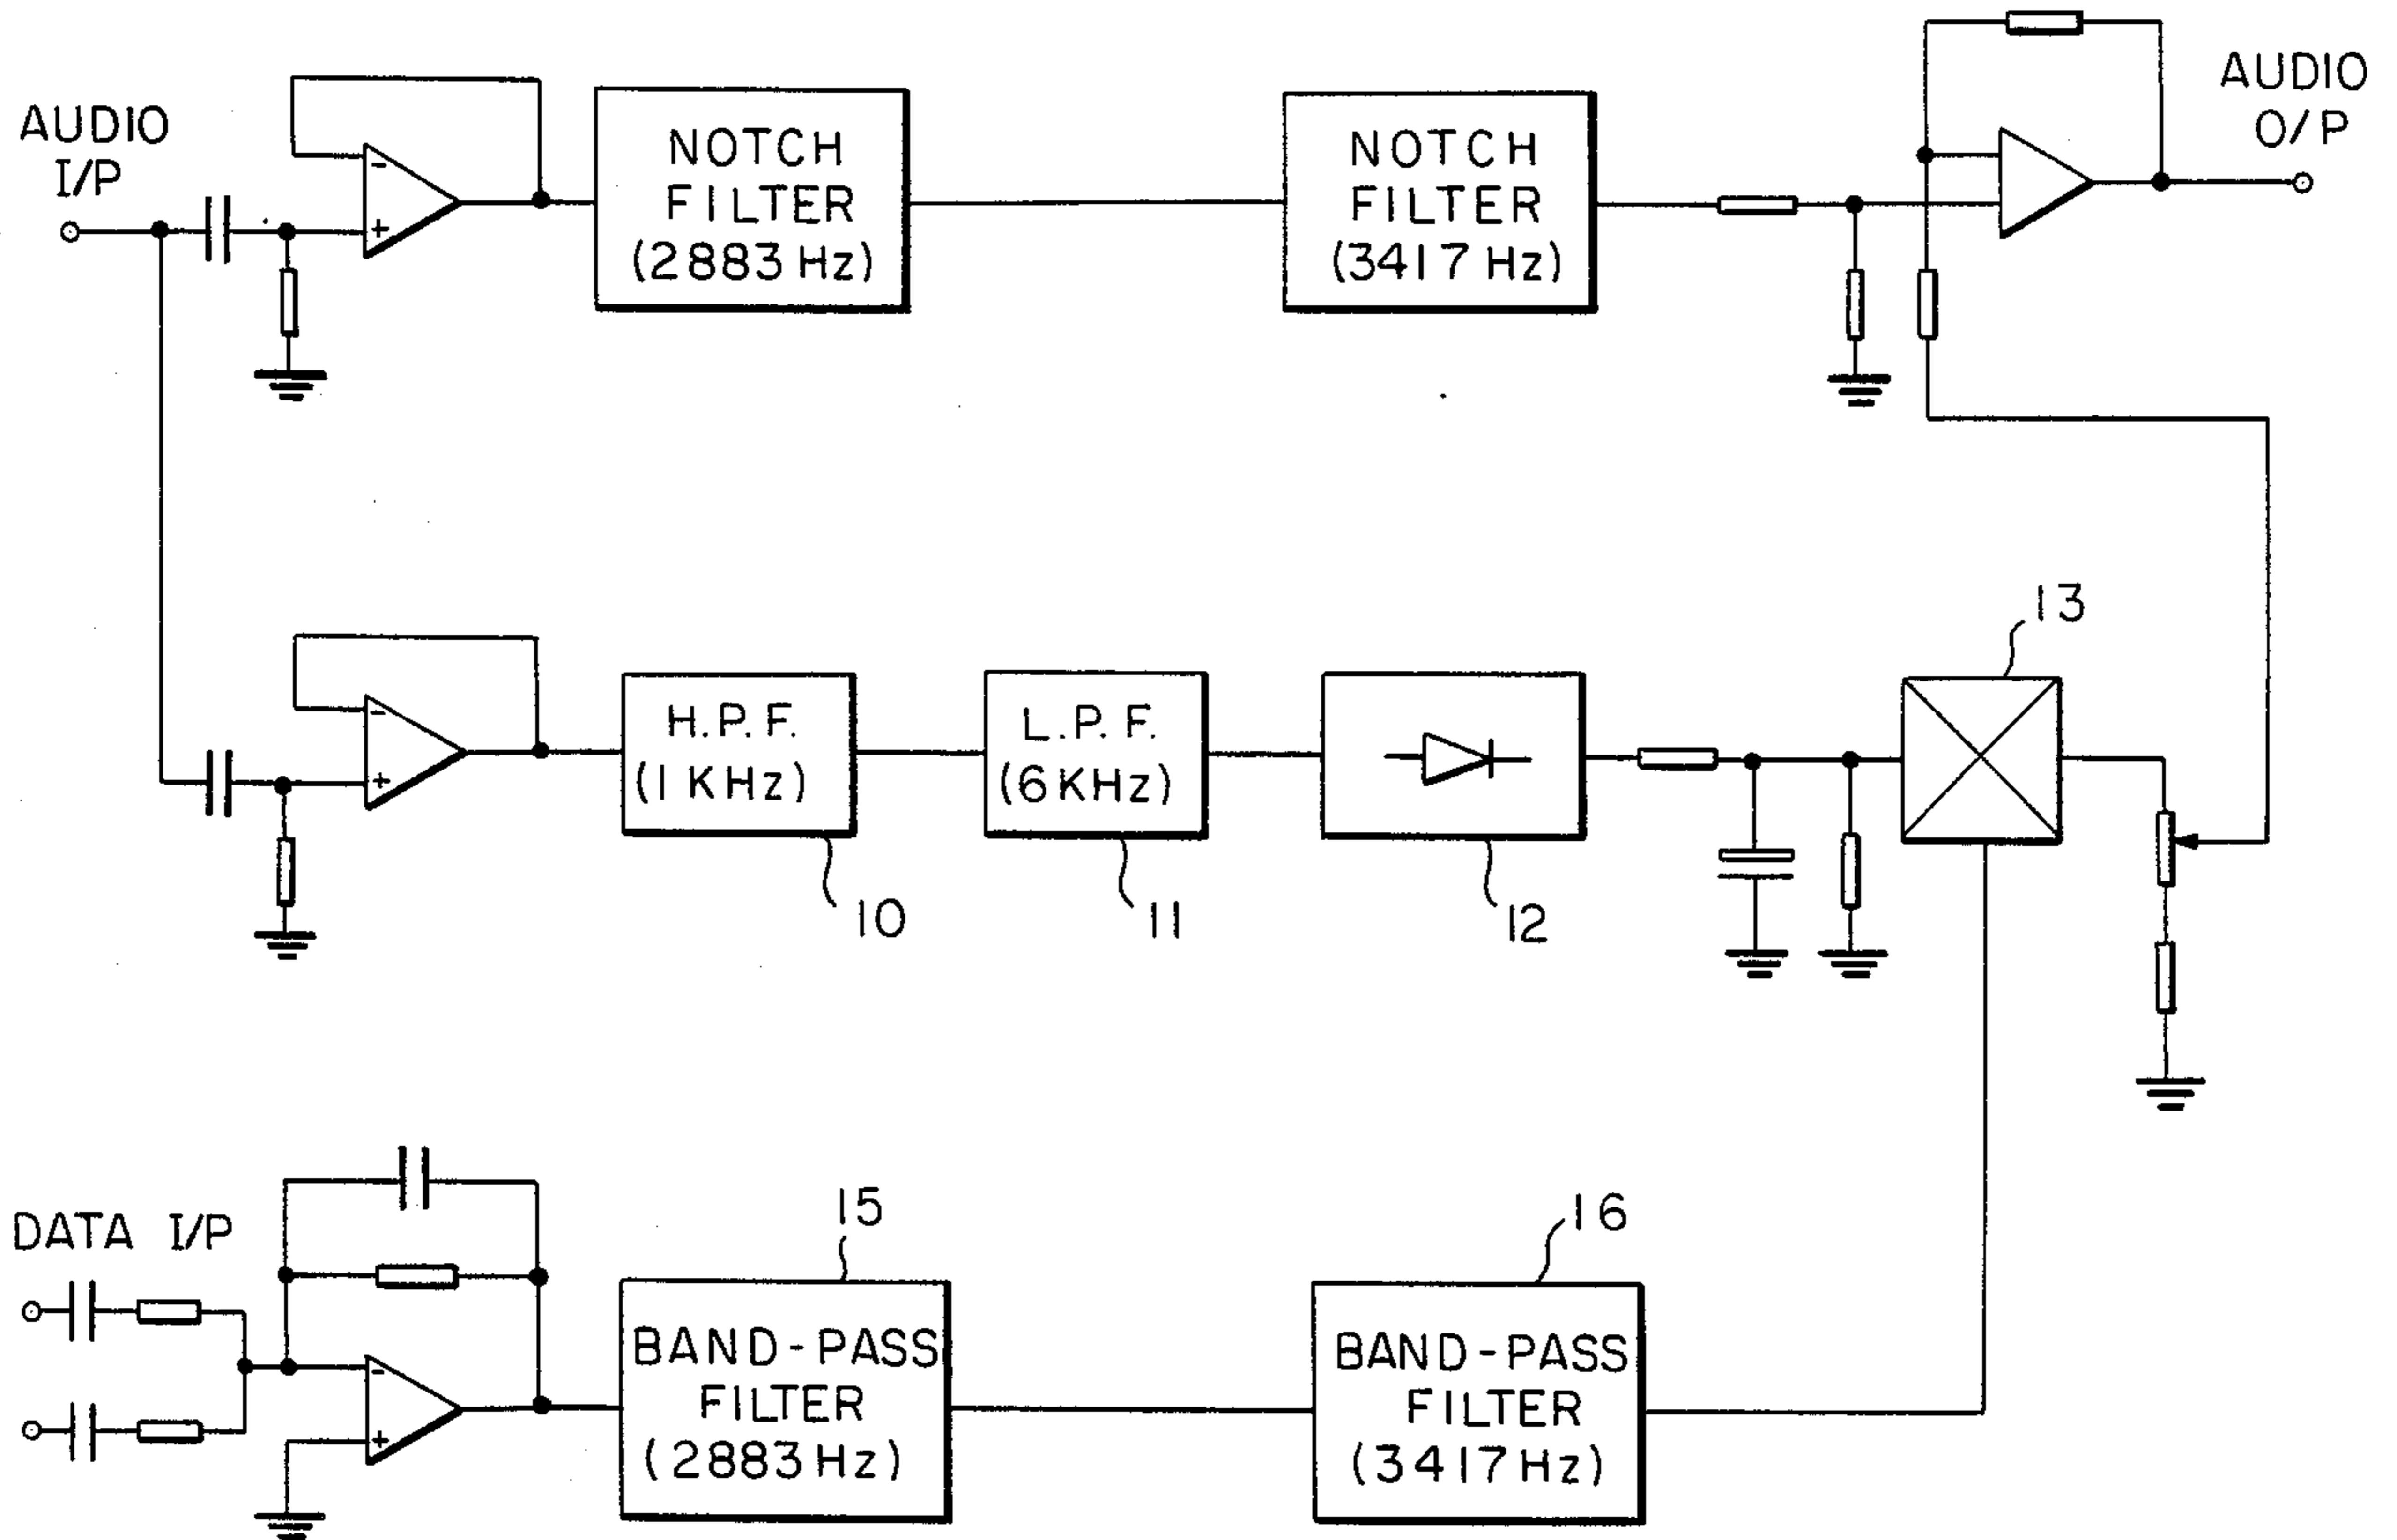 AUDIO
I/P
NOTCH
FILTER
(2883 Hz)
NOTCH
FILTER
(3417 Hz)
AUDIO
O/P
-
+
13
-
+
H.P.F.
(1 KHz)
L.P.F.
(6 KHz)
10
11
12
DATA I/P
15
16
-
+
BAND-PASS
FILTER
(2883 Hz)
BAND-PASS
FILTER
(3417 Hz)